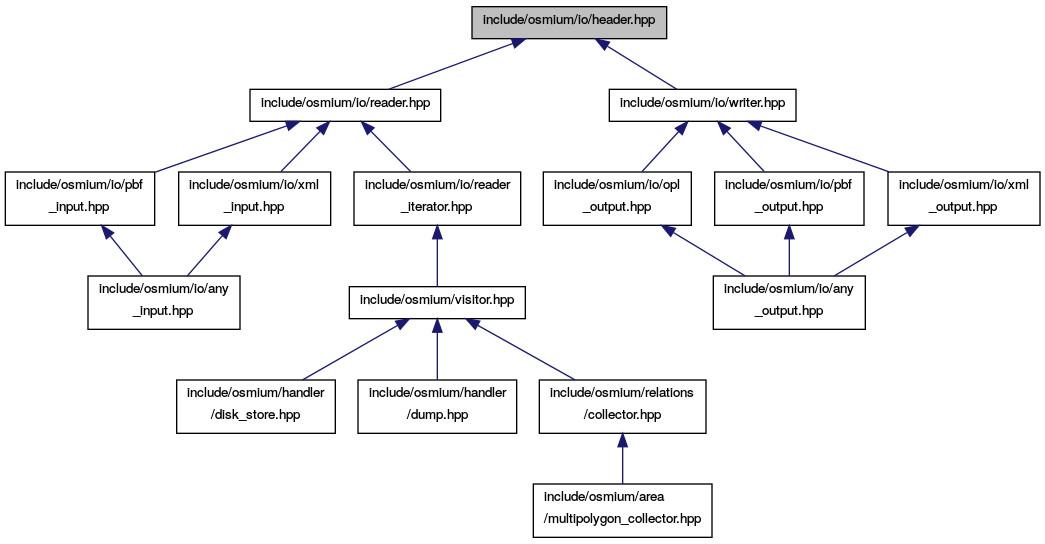 include/osmium/io/header.hpp
include/osmium/io/reader.hpp
include/osmium/io/writer.hpp
include/osmium/io/pbf
_input.hpp
include/osmium/io/xml
_input.hpp
include/osmium/io/reader
_iterator.hpp
include/osmium/io/opl
_output.hpp
include/osmium/io/pbf
_output.hpp
include/osmium/io/xml
_output.hpp
include/osmium/io/any
_input.hpp
include/osmium/visitor.hpp
include/osmium/io/any
_output.hpp
include/osmium/handler
/disk_store.hpp
include/osmium/handler
/dump.hpp
include/osmium/relations
/collector.hpp
include/osmium/area
/multipolygon_collector.hpp